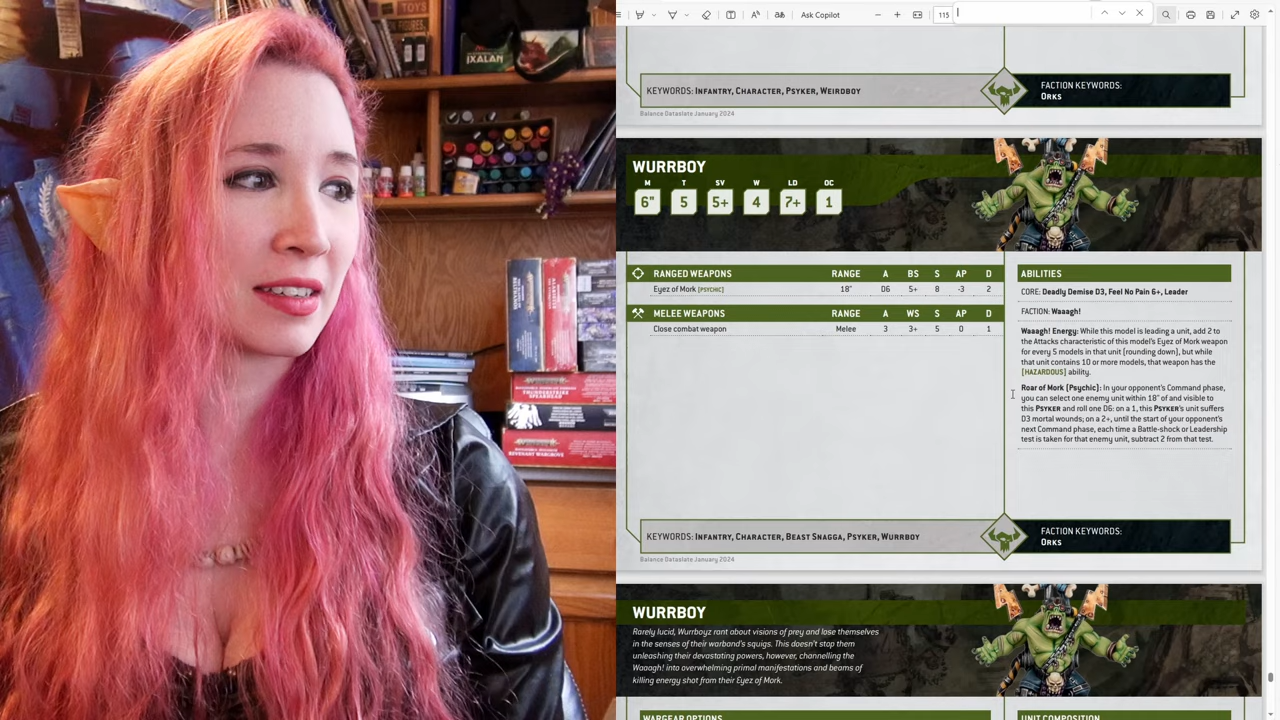 TOYS
FIGURES
IXALAN
THUNDERSTRIKE
SPEARHEAD
REVENANT WARGROVE
Ask Copilot
115
KEYWORDS: INFANTRY, CHARACTER, PSYKER, WEIRDBOY
FACTION KEYWORDS:
ORKS
Balance Dataslate January 2024
WURRBOY
M T SV W LD OC
6" 5 5+ 4 7+ 1
RANGED WEAPONS RANGE A BS S AP D
Eyez of Mork [PSYCHIC] 18" D6 5+ 8 -3 2
MELEE WEAPONS RANGE A WS S AP D
Close combat weapon Melee 3 3+ 5 0 1
ABILITIES
CORE: Deadly Demise D3, Feel No Pain 6+, Leader
FACTION: Waaagh!
Waaagh! Energy: While this model is leading a unit, add 2 to
the Attacks characteristic of this model's Eyez of Mork weapon
for every 5 models in that unit (rounding down), but while
that unit contains 10 or more models, that weapon has the
[HAZARDOUS] ability.
Roar of Mork (Psychic): In your opponent's Command phase,
you can select one enemy unit within 18" of and visible to
this PSYKER and roll one D6: on a 1, this PSYKER's unit suffers
D3 mortal wounds; on a 2+, until the start of your opponent's
next Command phase, each time a Battle-shock or Leadership
test is taken for that enemy unit, subtract 2 from that test.
KEYWORDS: INFANTRY, CHARACTER, BEAST SNAGGA, PSYKER, WURRBOY
FACTION KEYWORDS:
ORKS
Balance Dataslate January 2024
WURRBOY
Rarely lucid, Wurrboyz rant about visions of prey and lose themselves
in the senses of their warband's squigs. This doesn't stop them
unleashing their devastating powers, however, channelling the
Waaagh! into overwhelming primal manifestations and beams of
killing energy shot from their Eyez of Mork.
WARGEAR OPTIONS
UNIT COMPOSITION